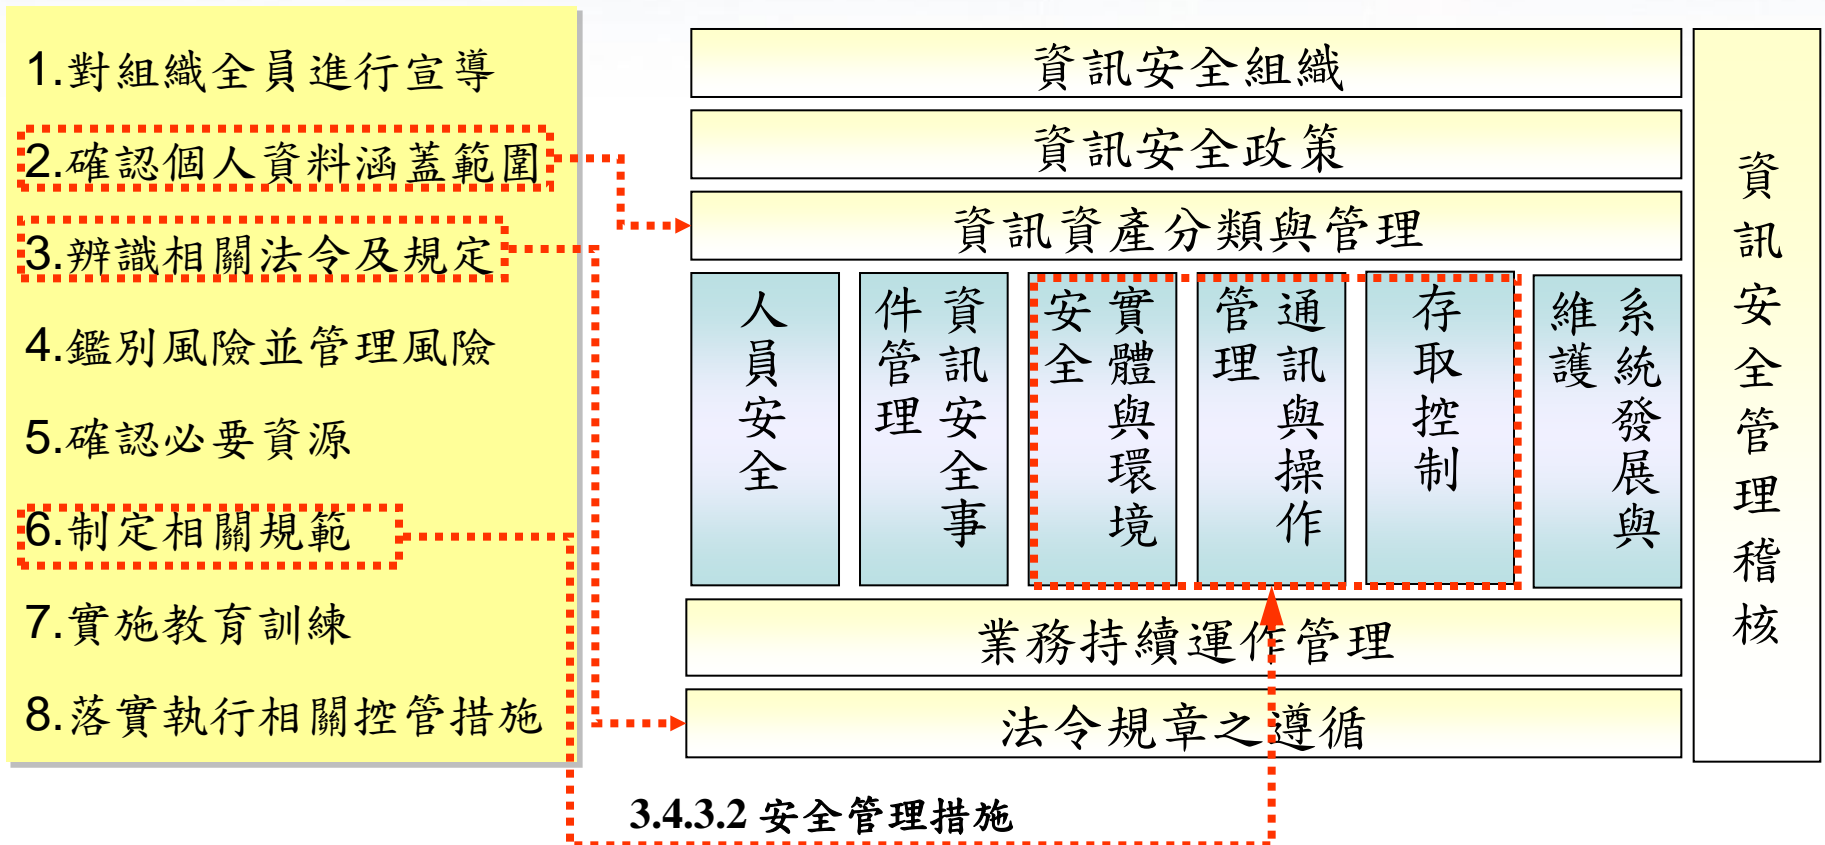 1.對組織全員進行宣導
2.確認個人資料涵蓋範圍
3.辨識相關法令及規定
4.鑑別風險並管理風險
5.確認必要資源
6.制定相關規範
7.實施教育訓練
8.落實執行相關控管措施
資訊安全組織
資訊安全政策
資訊資產分類與管理
人員安全
資訊安全事
件管理
實體與環境
安全
通訊與操作
管理
存取控制
系統發展與
維護
業務持續運作管理
法令規章之遵循
資訊安全管理稽核
3.4.3.2 安全管理措施